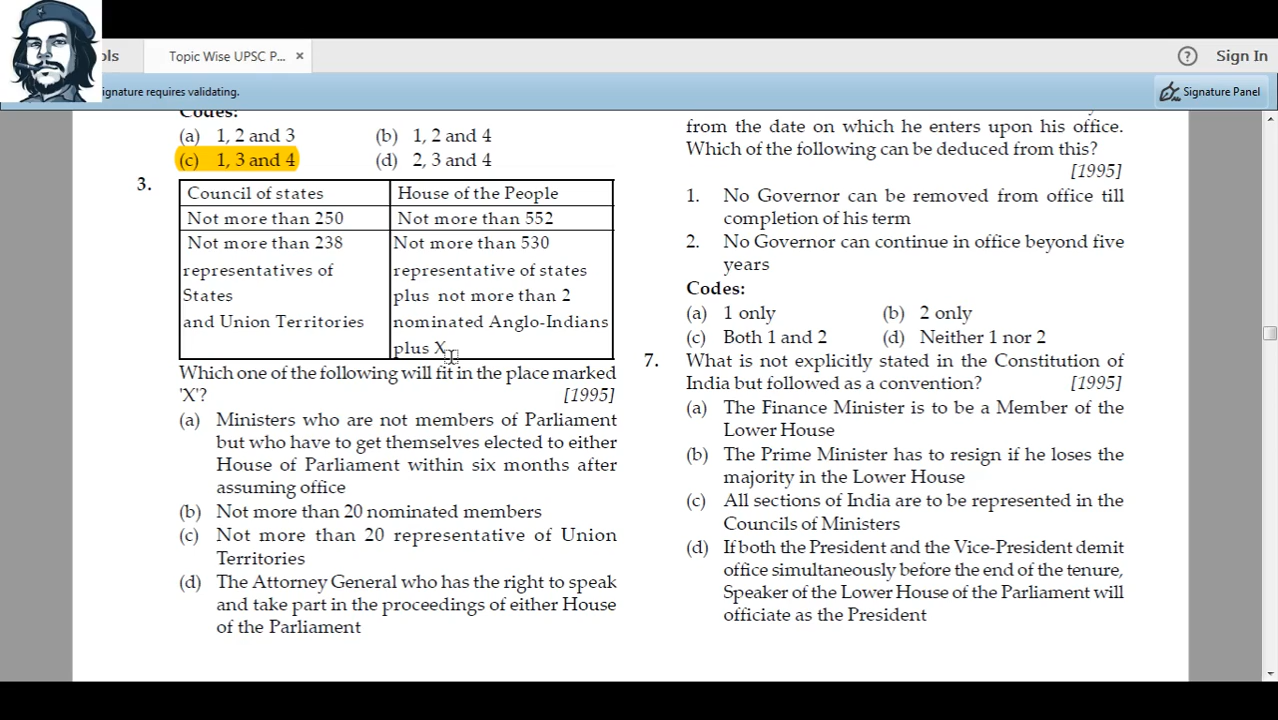 ols
Topic Wise UPSC P... ×
? Sign In
ignature requires validating.
Signature Panel
Codes:
(a) 1, 2 and 3 (b) 1, 2 and 4
(c) 1, 3 and 4 (d) 2, 3 and 4
3.
Council of states House of the People
Not more than 250 Not more than 552
Not more than 238 Not more than 530
representatives of representative of states
States plus not more than 2
and Union Territories nominated Anglo-Indians
plus X
Which one of the following will fit in the place marked
'X'? [1995]
(a) Ministers who are not members of Parliament
but who have to get themselves elected to either
House of Parliament within six months after
assuming office
(b) Not more than 20 nominated members
(c) Not more than 20 representative of Union
Territories
(d) The Attorney General who has the right to speak
and take part in the proceedings of either House
of the Parliament
from the date on which he enters upon his office.
Which of the following can be deduced from this?
[1995]
1. No Governor can be removed from office till
completion of his term
2. No Governor can continue in office beyond five
years
Codes:
(a) 1 only (b) 2 only
(c) Both 1 and 2 (d) Neither 1 nor 2
7. What is not explicitly stated in the Constitution of
India but followed as a convention? [1995]
(a) The Finance Minister is to be a Member of the
Lower House
(b) The Prime Minister has to resign if he loses the
majority in the Lower House
(c) All sections of India are to be represented in the
Councils of Ministers
(d) If both the President and the Vice-President demit
office simultaneously before the end of the tenure,
Speaker of the Lower House of the Parliament will
officiate as the President